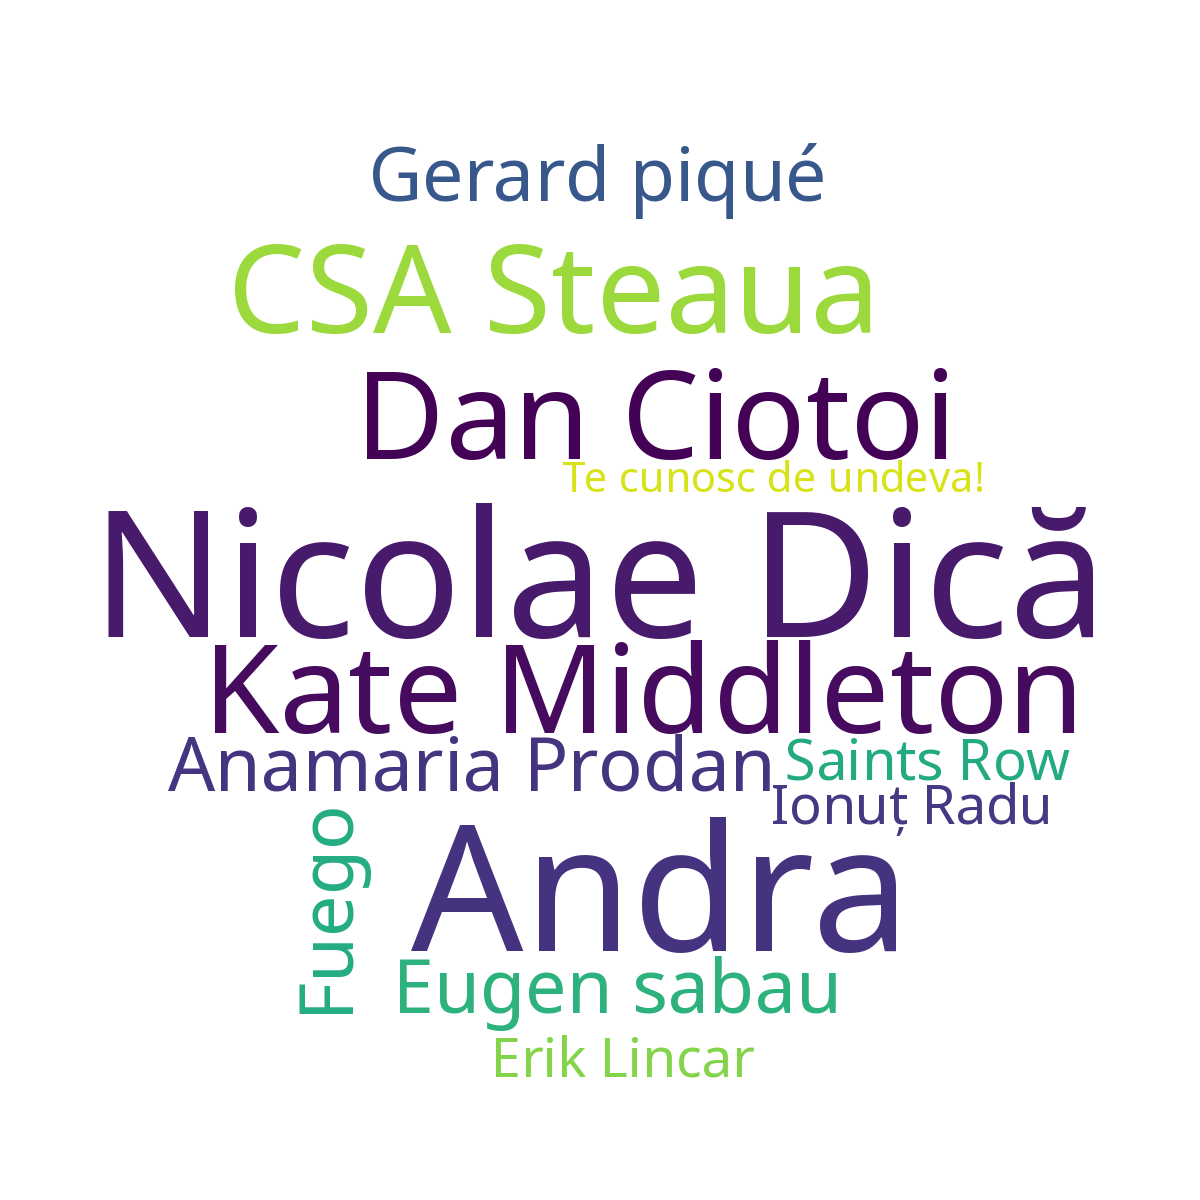 Gerard piqué
CSA Steaua
Dan Ciotoi
Te cunosc de undeva!
Nicolae Dică
Kate Middleton
Anamaria Prodan
Saints Row
Ionuț Radu
Fuego
Andra
Eugen sabau
Erik Lincar